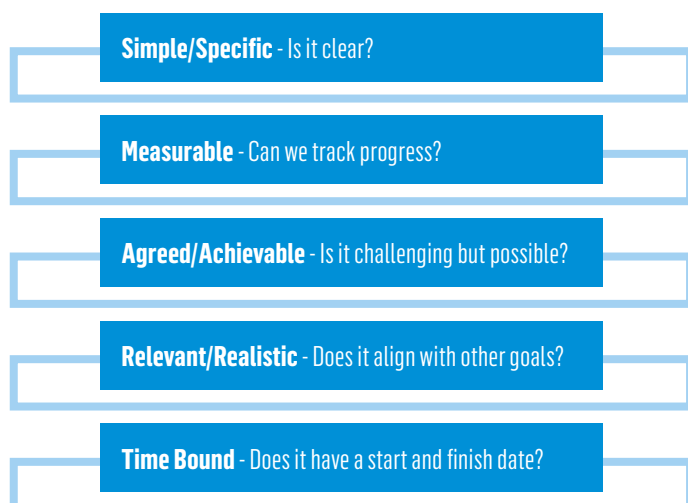 Simple/Specific - Is it clear?
Measurable - Can we track progress?
Agreed/Achievable - Is it challenging but possible?
Relevant/Realistic - Does it align with other goals?
Time Bound - Does it have a start and finish date?